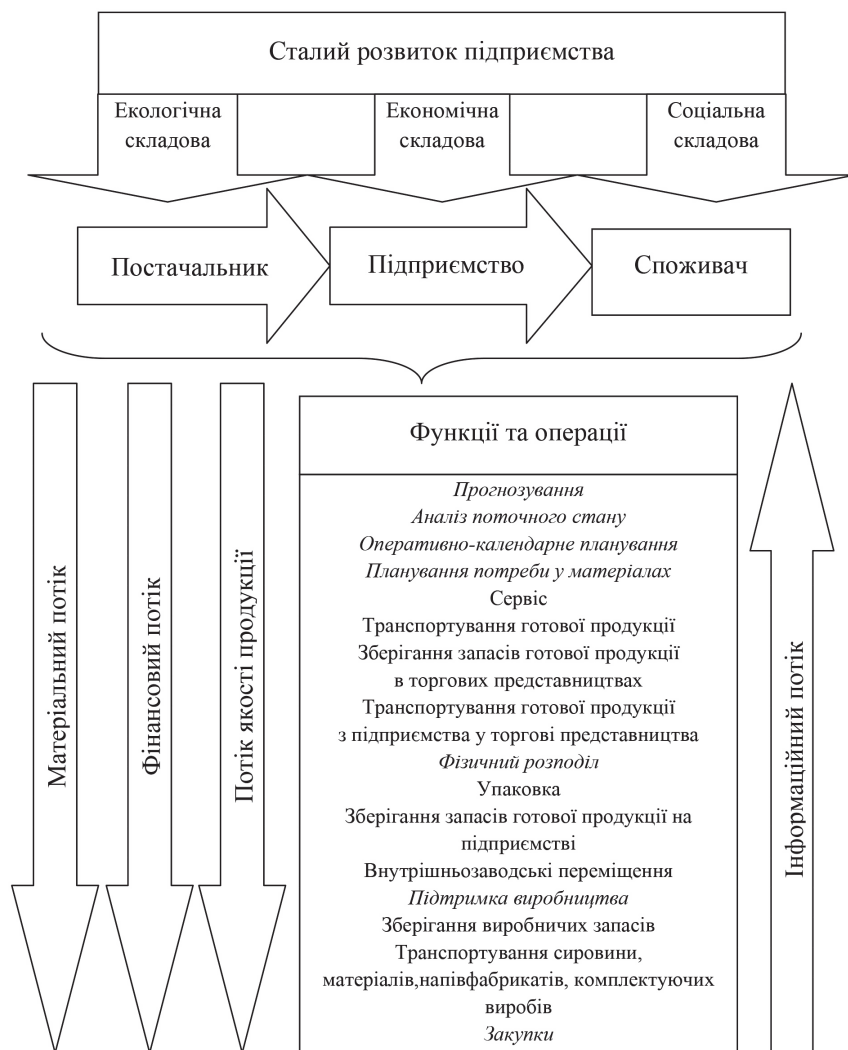 Сталий розвиток підприємства
Екологічна
складова
Економічна
складова
Соціальна
складова
Постачальник
Підприємство
Споживач
Матеріальний потік
Фінансовий потік
Потік якості продукції
Функції та операції
Прогнозування
Аналіз поточного стану
Оперативно-календарне планування
Планування потреби у матеріалах
Сервіс
Транспортування готової продукції
Зберігання запасів готової продукції
в торгових представництвах
Транспортування готової продукції
з підприємства у торгові представництва
Фізичний розподіл
Упаковка
Зберігання запасів готової продукції на
підприємстві
Внутрішньозаводські переміщення
Підтримка виробництва
Зберігання виробничих запасів
Транспортування сировини,
матеріалів,напівфабрикатів, комплектуючих
виробів
Закупки
Інформаційний потік